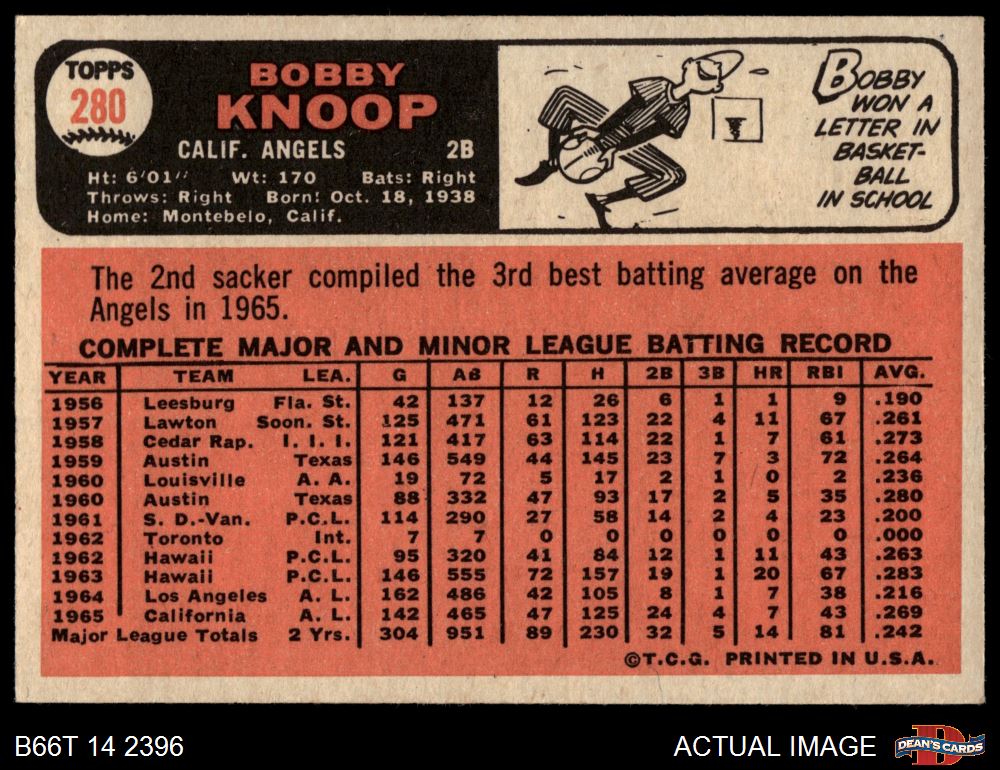 TOPPS
280
BOBBY
KNOOP
CALIF. ANGELS 2B
Ht: 6'01" Wt: 170 Bats: Right
Throws: Right Born: Oct. 18, 1938
Home: Montebelo, Calif.
BOBBY
WON A
LETTER IN
BASKET-
BALL
IN SCHOOL
The 2nd sacker compiled the 3rd best batting average on the
Angels in 1965.
COMPLETE MAJOR AND MINOR LEAGUE BATTING RECORD
YEAR TEAM LEA. G AB R H 2B 3B HR RBI AVG.
1956 Leesburg Fla. St. 42 137 12 26 6 1 1 9 .190
1957 Lawton Soon. St. 125 471 61 123 22 4 11 67 .261
1958 Cedar Rap. I. I. I. 121 417 63 114 22 1 7 61 .273
1959 Austin Texas 146 549 44 145 23 7 3 72 .264
1960 Louisville A. A. 19 72 5 17 2 1 0 2 .236
1960 Austin Texas 88 332 47 93 17 2 5 35 .280
1961 S. D.-Van. P.C.L. 114 290 27 58 14 2 4 23 .200
1962 Toronto Int. 7 7 0 0 0 0 0 0 .000
1962 Hawaii P.C.L. 95 320 41 84 12 1 11 43 .263
1963 Hawaii P.C.L. 146 555 72 157 19 1 20 67 .283
1964 Los Angeles A. L. 162 486 42 105 8 1 7 38 .216
1965 California A. L. 142 465 47 125 24 4 7 43 .269
Major League Totals 2 Yrs. 304 951 89 230 32 5 14 81 .242
©T.C.G. PRINTED IN U.S.A.
B66T 14 2396 ACTUAL IMAGE DEAN'S CARDS